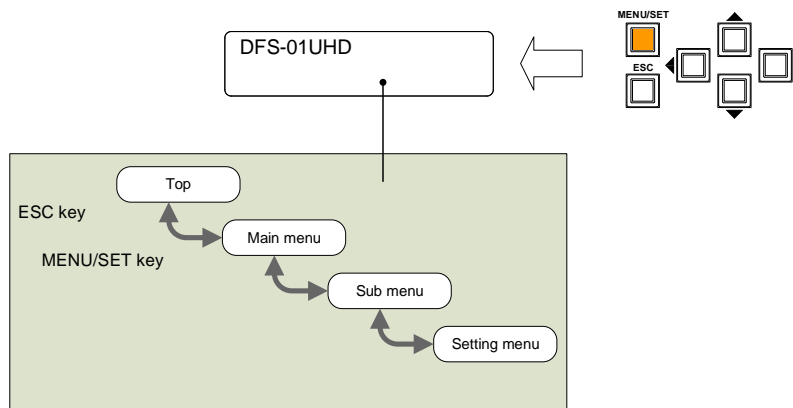 MENU/SET
DFS-01UHD
ESC
Top
ESC key
Main menu
MENU/SET key
Sub menu
Setting menu